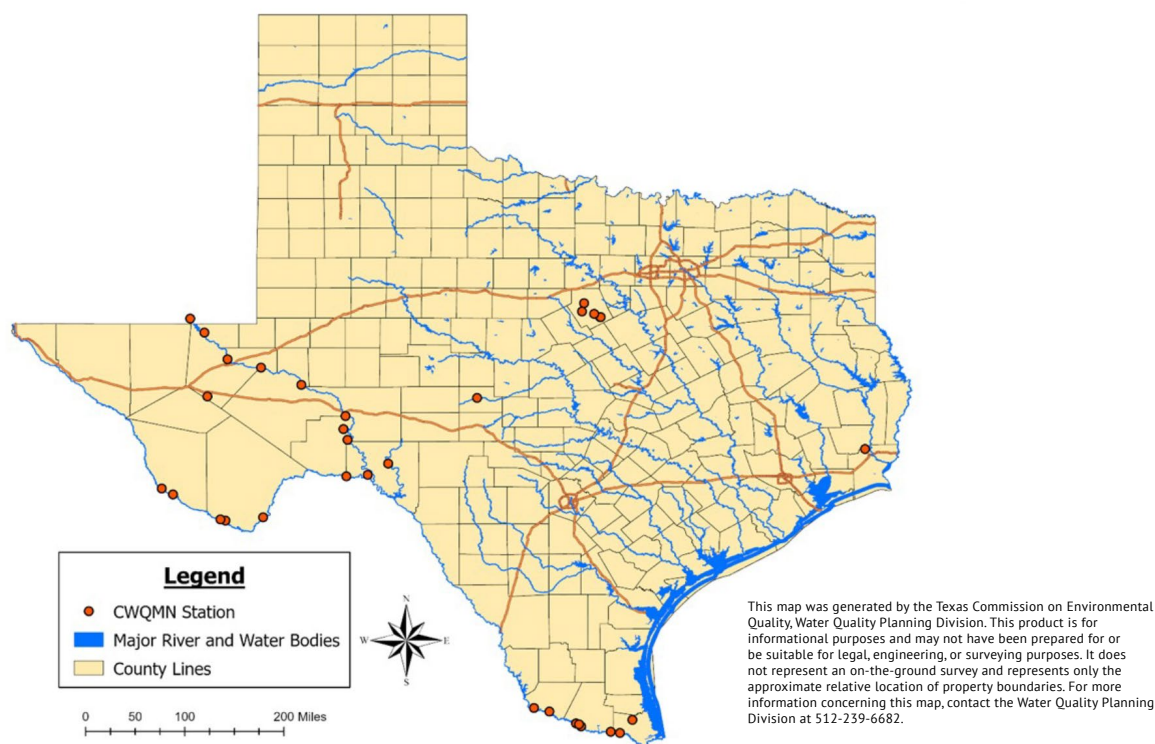 Legend
CWQMN Station
Major River and Water Bodies
County Lines
N
W E
S
0 50 100 200 Miles
This map was generated by the Texas Commission on Environmental
Quality, Water Quality Planning Division. This product is for
informational purposes and may not have been prepared for or
be suitable for legal, engineering, or surveying purposes. It does
not represent an on-the-ground survey and represents only the
approximate relative location of property boundaries. For more
information concerning this map, contact the Water Quality Planning
Division at 512-239-6682.